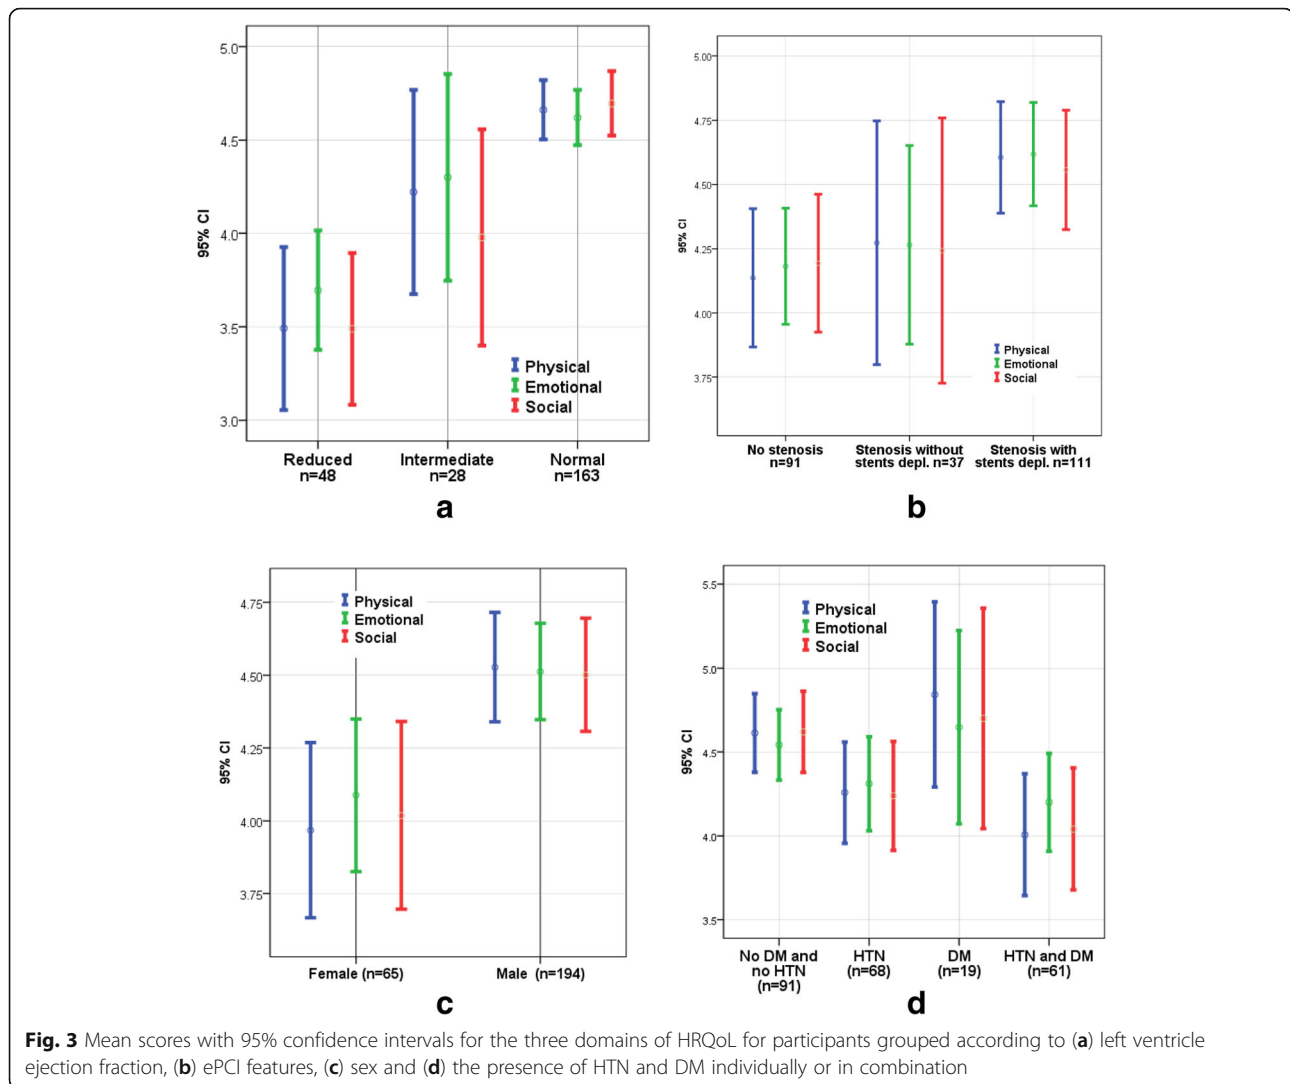 5.0
4.5
4.0
3.5
3.0
95% CI
Physical
Emotional
Social
Reduced Intermediate Normal
n=48 n=28 n=163
a
5.00
4.75
4.50
4.25
4.00
3.75
95% CI
Physical
Emotional
Social
No stenosis Stenosis without Stenosis with
n=91 stents depl. n=37 stents depl. n=111
b
4.75
4.50
4.25
4.00
3.75
95% CI
Physical
Emotional
Social
Female (n=65) Male (n=194)
c
5.5
5.0
4.5
4.0
3.5
95% CI
Physical
Emotional
Social
No DM and HTN DM HTN and DM
no HTN (n=68) (n=19) (n=61)
(n=91)
d
Fig. 3 Mean scores with 95% confidence intervals for the three domains of HRQoL for participants grouped according to (a) left ventricle
ejection fraction, (b) ePCI features, (c) sex and (d) the presence of HTN and DM individually or in combination